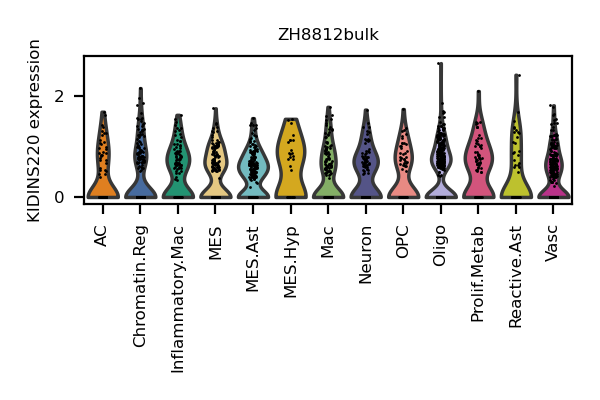 ZH8812bulk
KIDINS220 expression
2
0
AC
Chromatin.Reg
Inflammatory.Mac
MES
MES.Ast
MES.Hyp
Mac
Neuron
OPC
Oligo
Prolif.Metab
Reactive.Ast
Vasc